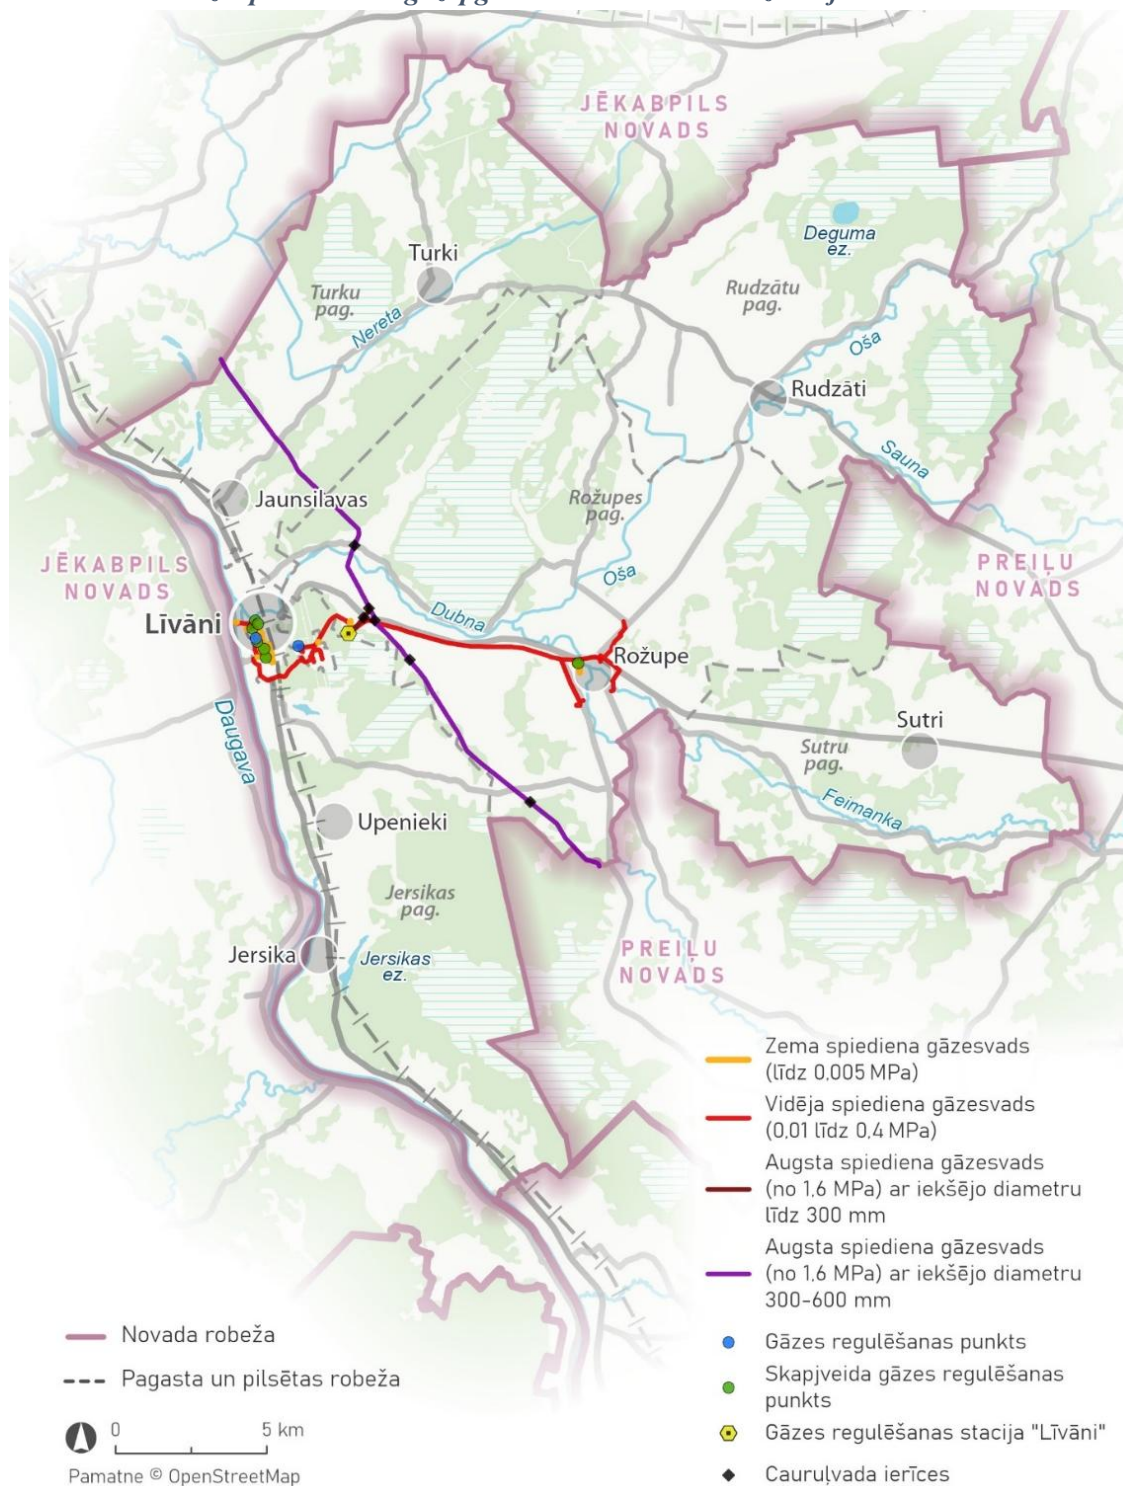 JĒKABPILS
NOVADS
Turki
Deguma
ez.
Turku
pag.
Rudzātu
pag.
Nereta
Oša
Rudzāti
Sauna
Jaunsilavas
Rožupes
pag.
JĒKABPILS
NOVADS
PREIĻU
NOVADS
Oša
Dubna
Līvāni
Rožupe
Daugava
Sutri
Sutru
pag.
Feimanka
Upenieki
Jersikas
pag.
Jersika
Jersikas
ez.
PREIĻU
NOVADS
Zema spiediena gāzesvads
(līdz 0,005 MPa)
Vidēja spiediena gāzesvads
(0,01 līdz 0,4 MPa)
Augsta spiediena gāzesvads
(no 1,6 MPa) ar iekšējo diametru
līdz 300 mm
Augsta spiediena gāzesvads
(no 1,6 MPa) ar iekšējo diametru
300-600 mm
Novada robeža
Gāzes regulēšanas punkts
Pagasta un pilsētas robeža
Skapjveida gāzes regulēšanas
punkts
0 5 km
Gāzes regulēšanas stacija "Līvāni"
Pamatne © OpenStreetMap
Cauruļvada ierīces